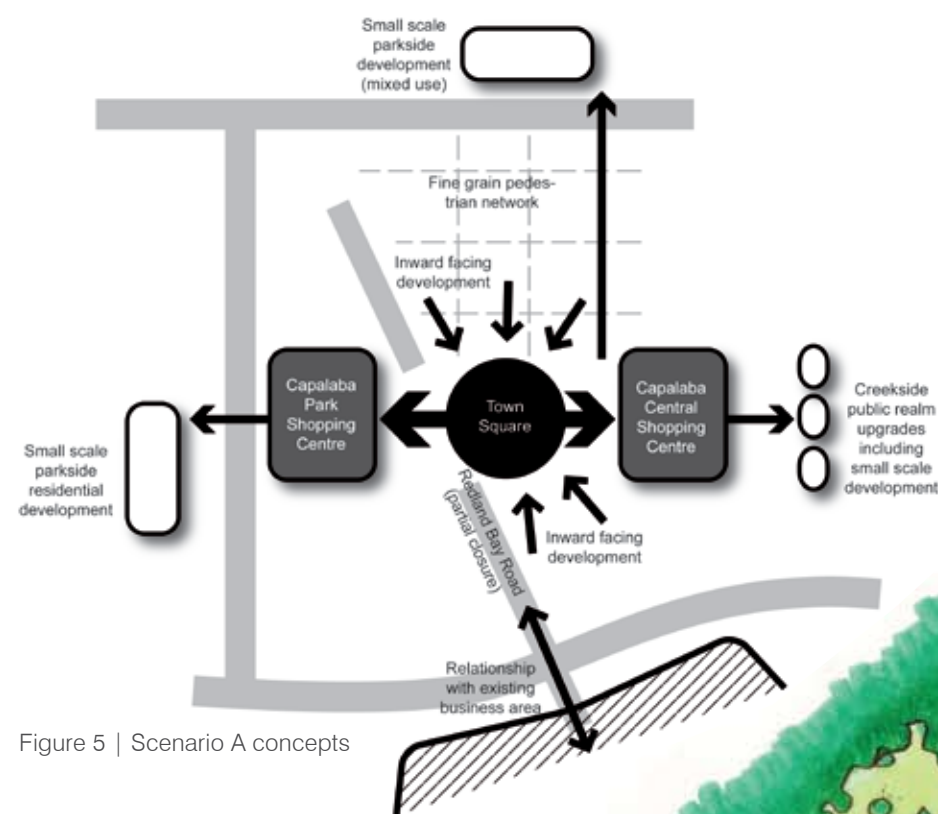 Small scale
parkside
development
(mixed use)
Fine grain pedes-
trian network
Inward facing
development
Capalaba
Park
Shopping
Centre
Town
Square
Capalaba
Central
Shopping
Centre
Creekside
public realm
upgrades
including
small scale
development
Small scale
parkside
residential
development
Redland Bay Road
(partial closure)
Inward facing
development
Relationship
with existing
business area
Figure 5 | Scenario A concepts